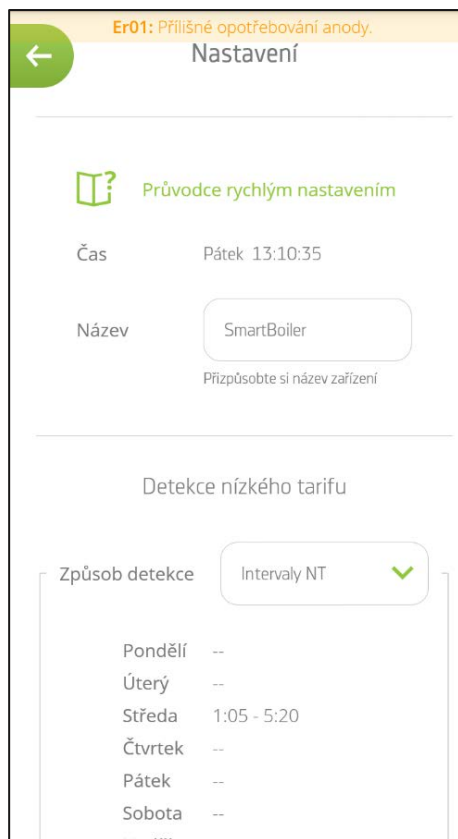 Er01: Přílišné opotřebování anody.
Nastavení
Průvodce rychlým nastavením
Čas Pátek 13:10:35
Název SmartBoiler
Přizpůsobte si název zařízení
Detekce nízkého tarifu
Způsob detekce Intervaly NT
Pondělí --
Úterý --
Středa 1:05 - 5:20
Čtvrtek --
Pátek --
Sobota --